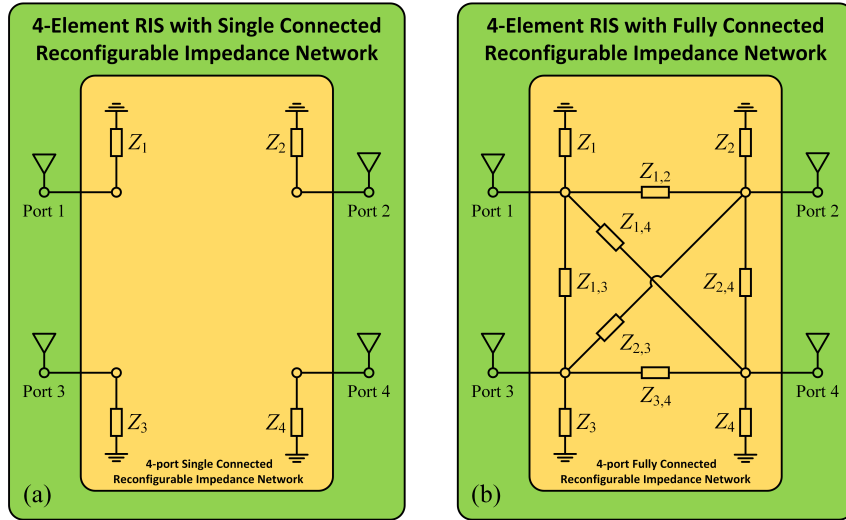 4-Element RIS with Single Connected
Reconfigurable Impedance Network
Z1
Z2
Port 1
Port 2
Port 3
Port 4
Z3
Z4
4-port Single Connected
Reconfigurable Impedance Network
(a)
4-Element RIS with Fully Connected
Reconfigurable Impedance Network
Z1
Z2
Z1,2
Port 1
Port 2
Z1,4
Z1,3
Z2,4
Z2,3
Port 3
Port 4
Z3,4
Z3
Z4
4-port Fully Connected
Reconfigurable Impedance Network
(b)